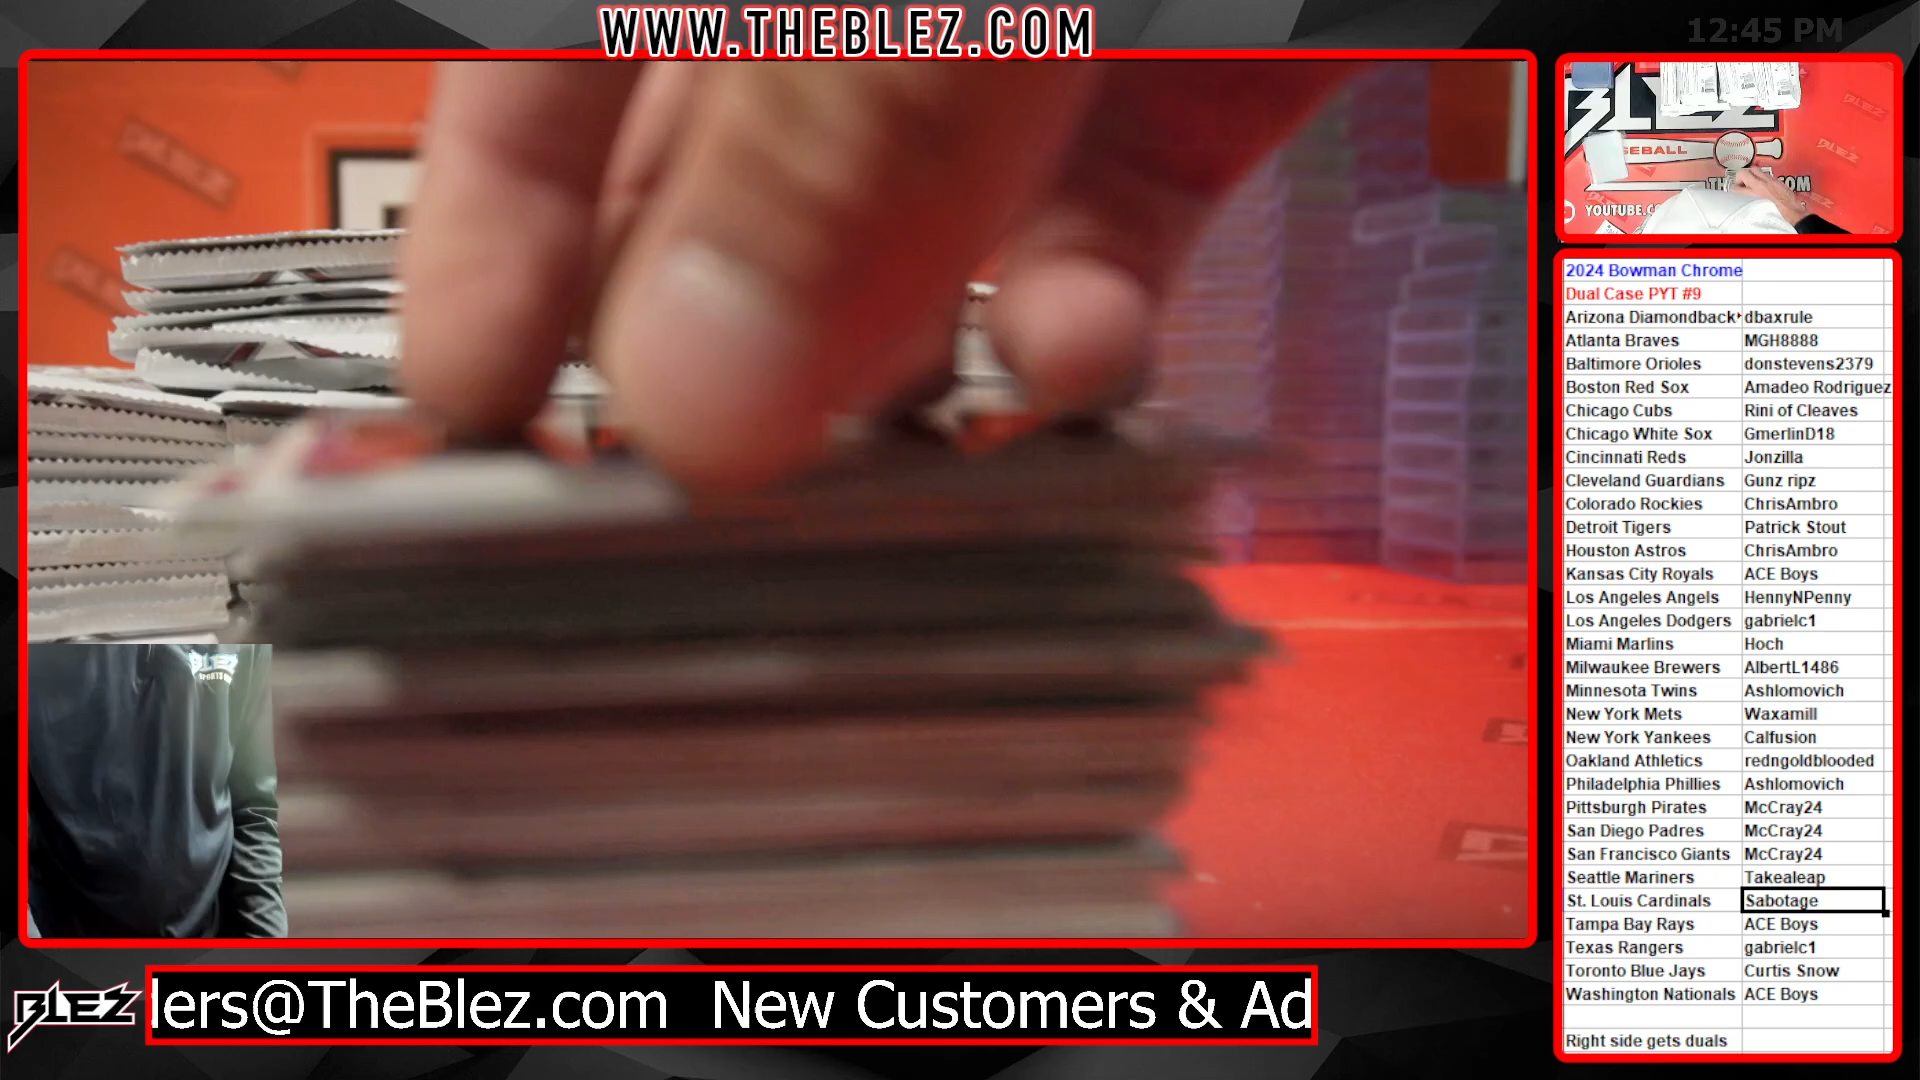 WWW.THEBLEZ.COM
12:45 PM
BLEZ
BASEBALL
BLEZ
YOUTUBE.C
2024 Bowman Chrome
Dual Case PYT #9
Arizona Diamondback dbaxrule
Atlanta Braves MGH8888
Baltimore Orioles donstevens2379
Boston Red Sox Amadeo Rodriguez
Chicago Cubs Rini of Cleaves
Chicago White Sox GmerlinD18
Cincinnati Reds Jonzilla
Cleveland Guardians Gunz ripz
Colorado Rockies ChrisAmbro
Detroit Tigers Patrick Stout
Houston Astros ChrisAmbro
Kansas City Royals ACE Boys
Los Angeles Angels HennyNPenny
Los Angeles Dodgers gabrielc1
Miami Marlins Hoch
Milwaukee Brewers AlbertL1486
Minnesota Twins Ashlomovich
New York Mets Waxamill
New York Yankees Calfusion
Oakland Athletics redngoldblooded
Philadelphia Phillies Ashlomovich
Pittsburgh Pirates McCray24
San Diego Padres McCray24
San Francisco Giants McCray24
Seattle Mariners Takealeap
St. Louis Cardinals Sabotage
Tampa Bay Rays ACE Boys
Texas Rangers gabrielc1
Toronto Blue Jays Curtis Snow
Washington Nationals ACE Boys
Right side gets duals
BLEZ
BLEZ
lers@TheBlez.com New Customers & Ad